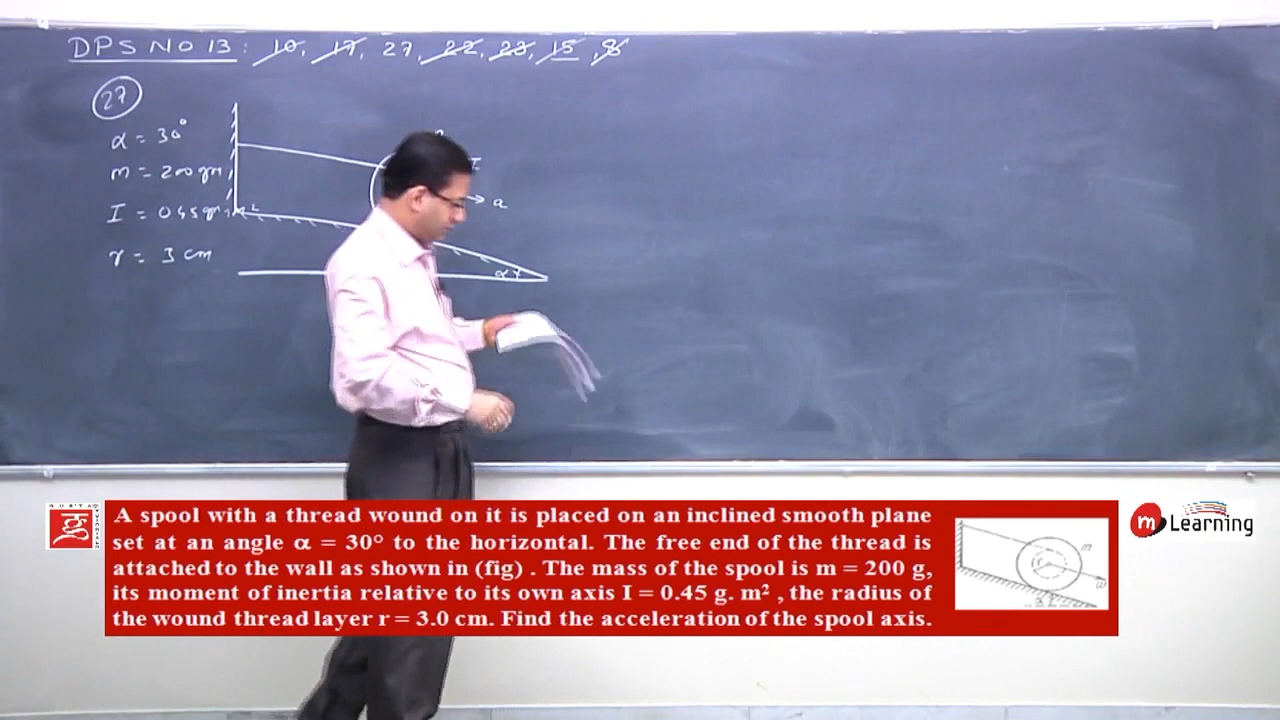 DPS NO 13 : 10, 17, 27, 22, 23, 15, 8
27
α = 30°
m = 200 gm
I = 0.45 gm m²
r = 3 cm
a
α
A spool with a thread wound on it is placed on an inclined smooth plane
set at an angle α = 30° to the horizontal. The free end of the thread is
attached to the wall as shown in (fig) . The mass of the spool is m = 200 g,
its moment of inertia relative to its own axis I = 0.45 g. m² , the radius of
the wound thread layer r = 3.0 cm. Find the acceleration of the spool axis.
m
m Learning